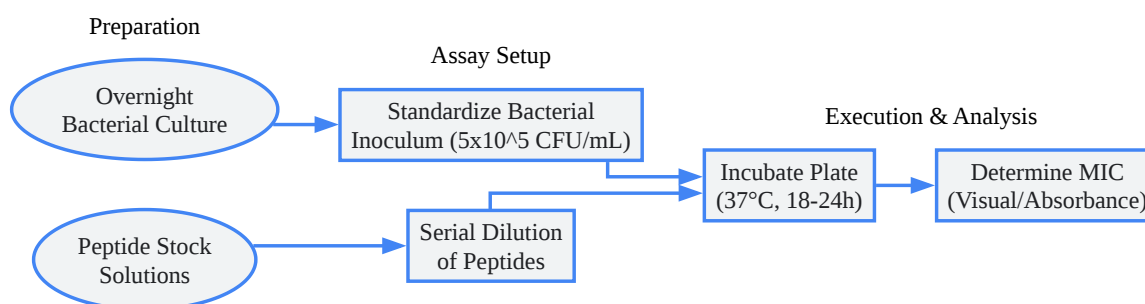 Preparation
Overnight
Bacterial Culture
Peptide Stock
Solutions
Assay Setup
Standardize Bacterial
Inoculum (5x10^5 CFU/mL)
Serial Dilution
of Peptides
Execution & Analysis
Incubate Plate
(37°C, 18-24h)
Determine MIC
(Visual/Absorbance)